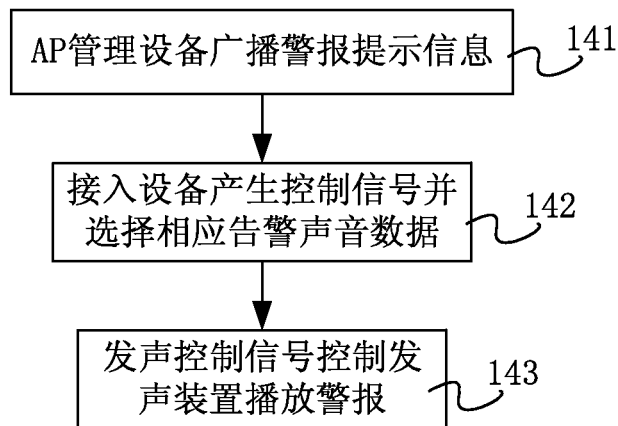 AP管理设备广播警报提示信息
141
接入设备产生控制信号并
选择相应告警声音数据
142
发声控制信号控制发
声装置播放警报
143